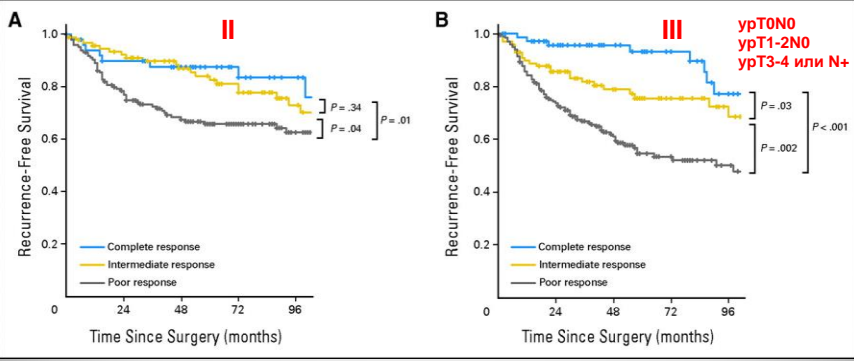 A
II
Recurrence-Free Survival
1.0
0.8
0.6
0.4
0.2
0
24
48
72
96
Time Since Surgery (months)
Complete response
Intermediate response
Poor response
P = .34
P = .04
P = .01
B
III
ypT0N0
ypT1-2N0
ypT3-4 или N+
Recurrence-Free Survival
1.0
0.8
0.6
0.4
0.2
0
24
48
72
96
Time Since Surgery (months)
Complete response
Intermediate response
Poor response
P = .03
P = .002
P < .001